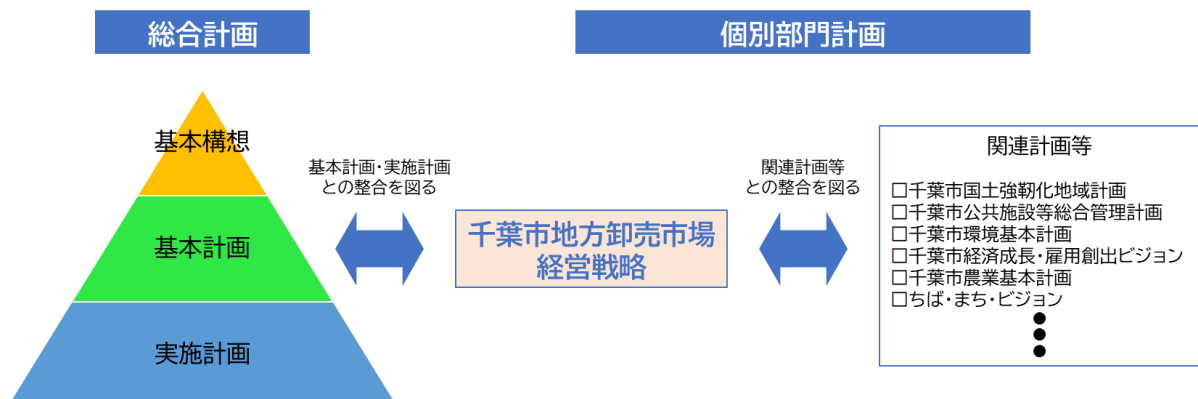 総合計画
個別部門計画
基本構想
基本計画
実施計画
基本計画・実施計画
との整合を図る
千葉市地方卸売市場
経営戦略
関連計画等
との整合を図る
関連計画等
□千葉市国土強靭化地域計画
□千葉市公共施設等総合管理計画
□千葉市環境基本計画
□千葉市経済成長・雇用創出ビジョン
□千葉市農業基本計画
□ちば・まち・ビジョン
●
●
●